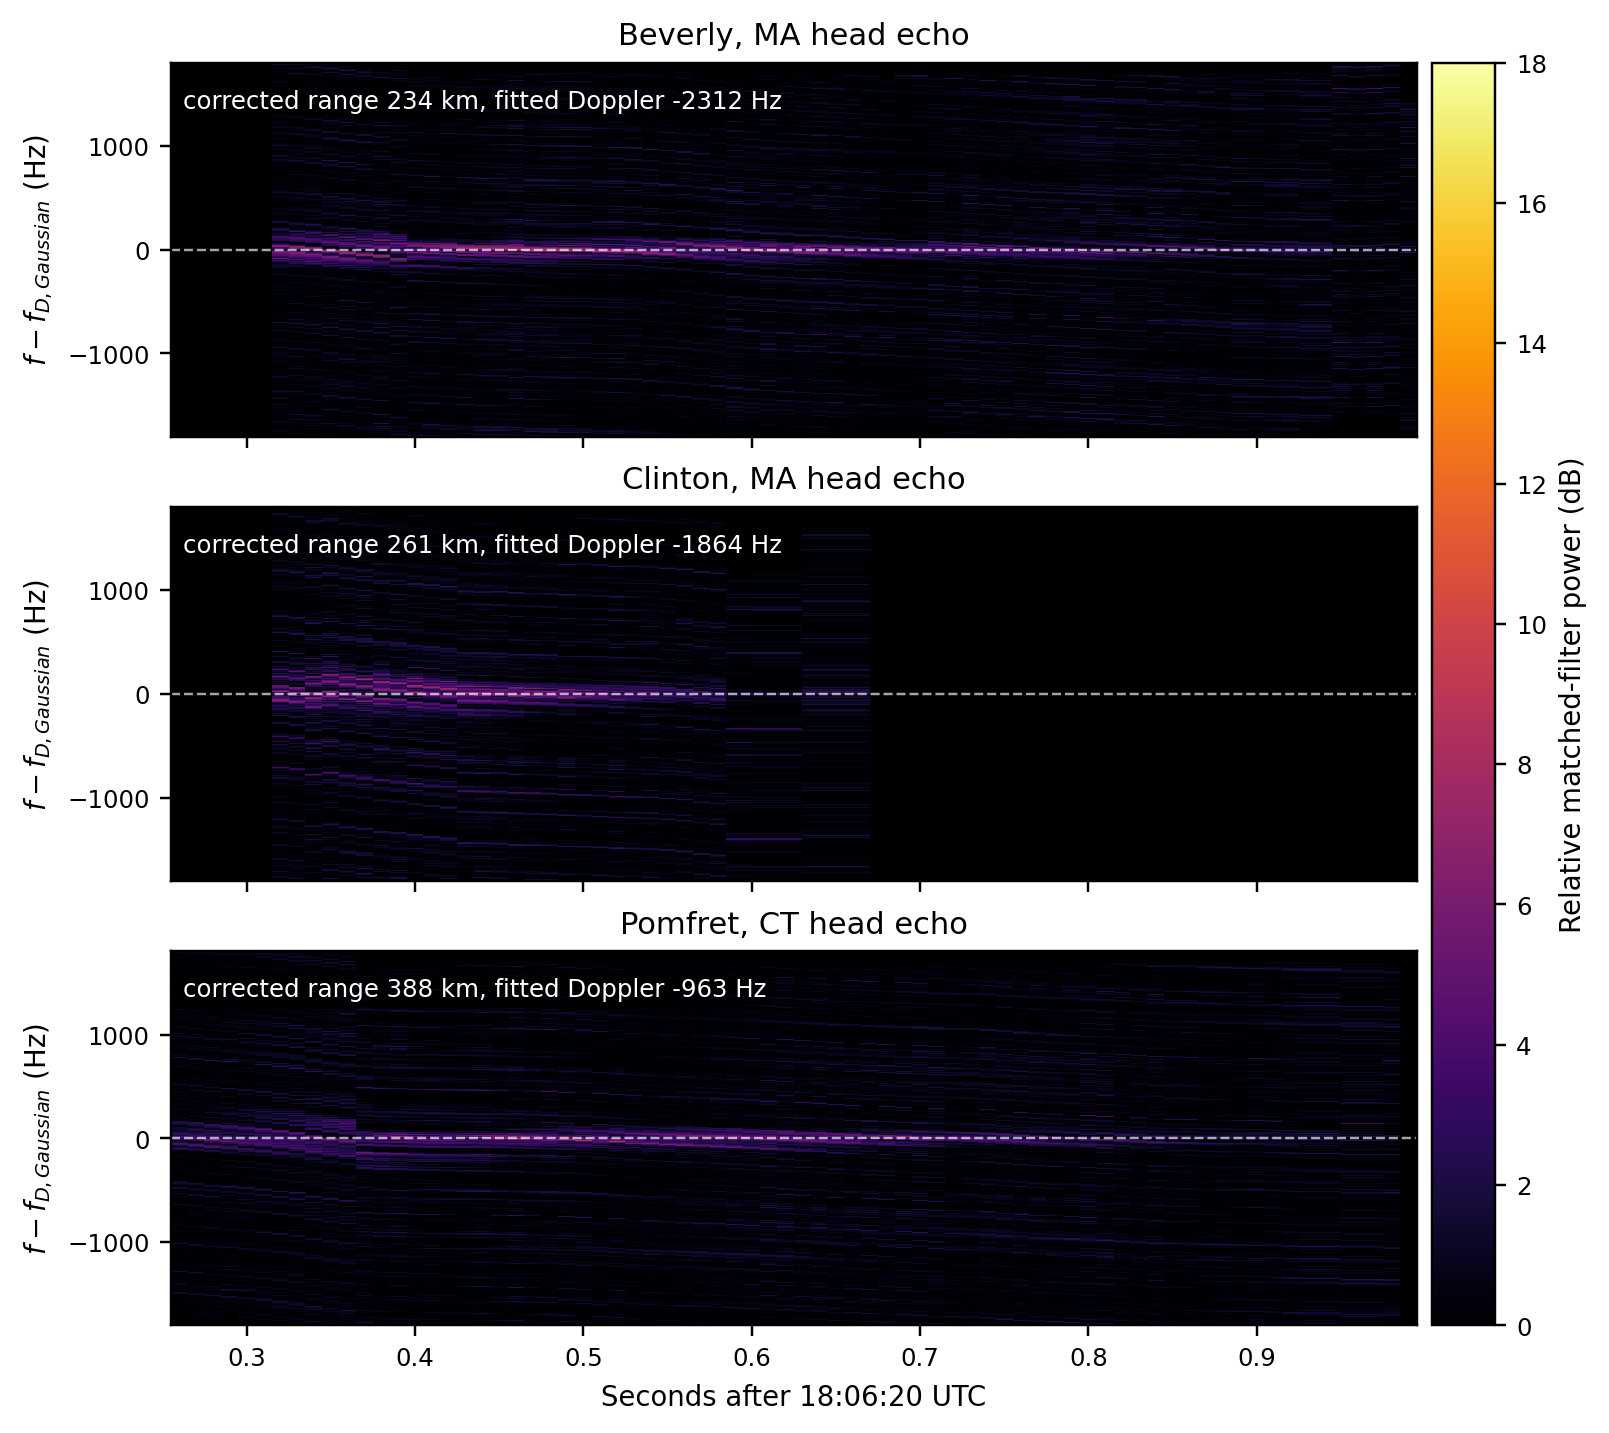 Beverly, MA head echo
corrected range 234 km, fitted Doppler -2312 Hz
f − f_D, Gaussian (Hz)
1000
0
−1000
Clinton, MA head echo
corrected range 261 km, fitted Doppler -1864 Hz
f − f_D, Gaussian (Hz)
1000
0
−1000
Pomfret, CT head echo
corrected range 388 km, fitted Doppler -963 Hz
f − f_D, Gaussian (Hz)
1000
0
−1000
0.3 0.4 0.5 0.6 0.7 0.8 0.9
Seconds after 18:06:20 UTC
18
16
14
12
10
8
6
4
2
0
Relative matched-filter power (dB)